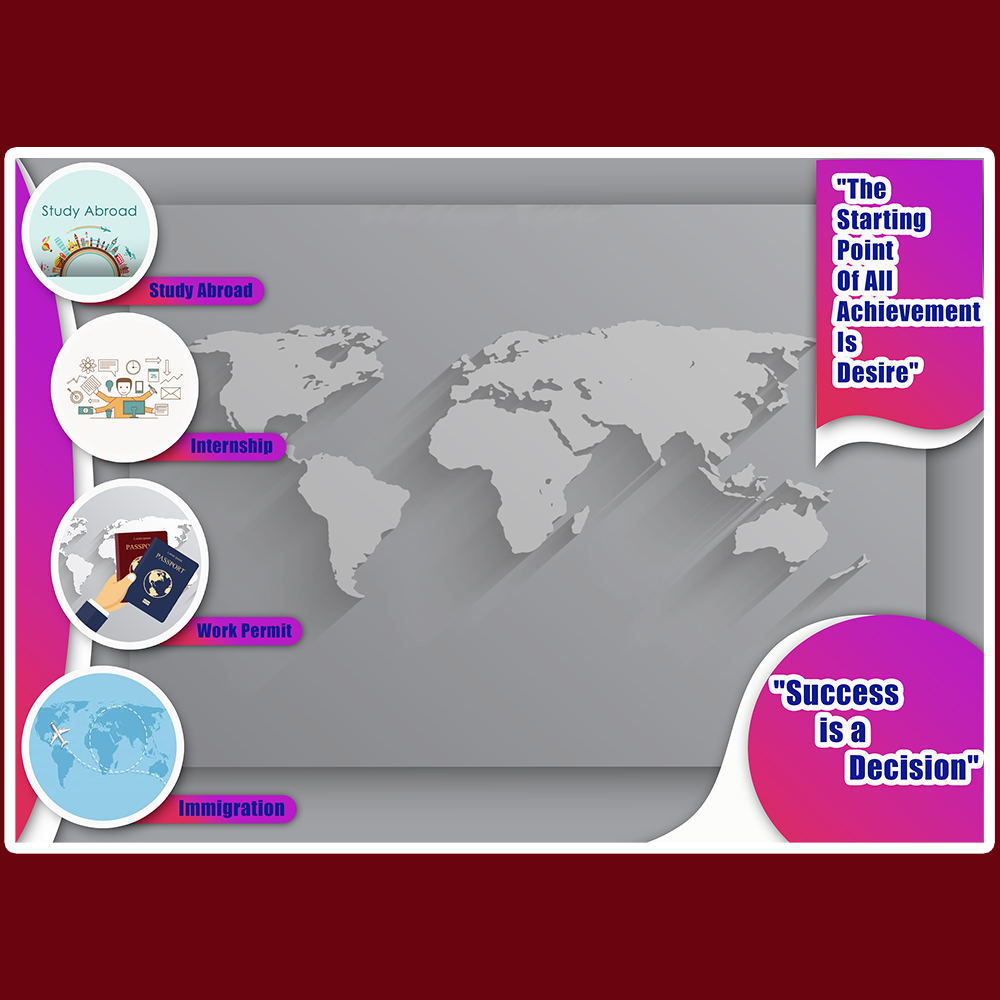 Study Abroad
Study Abroad
Internship
PASSPO
PASSPORT
Work Permit
Immigration
"The
Starting
Point
Of All
Achievement
Is
Desire"
"Success
is a
Decision"